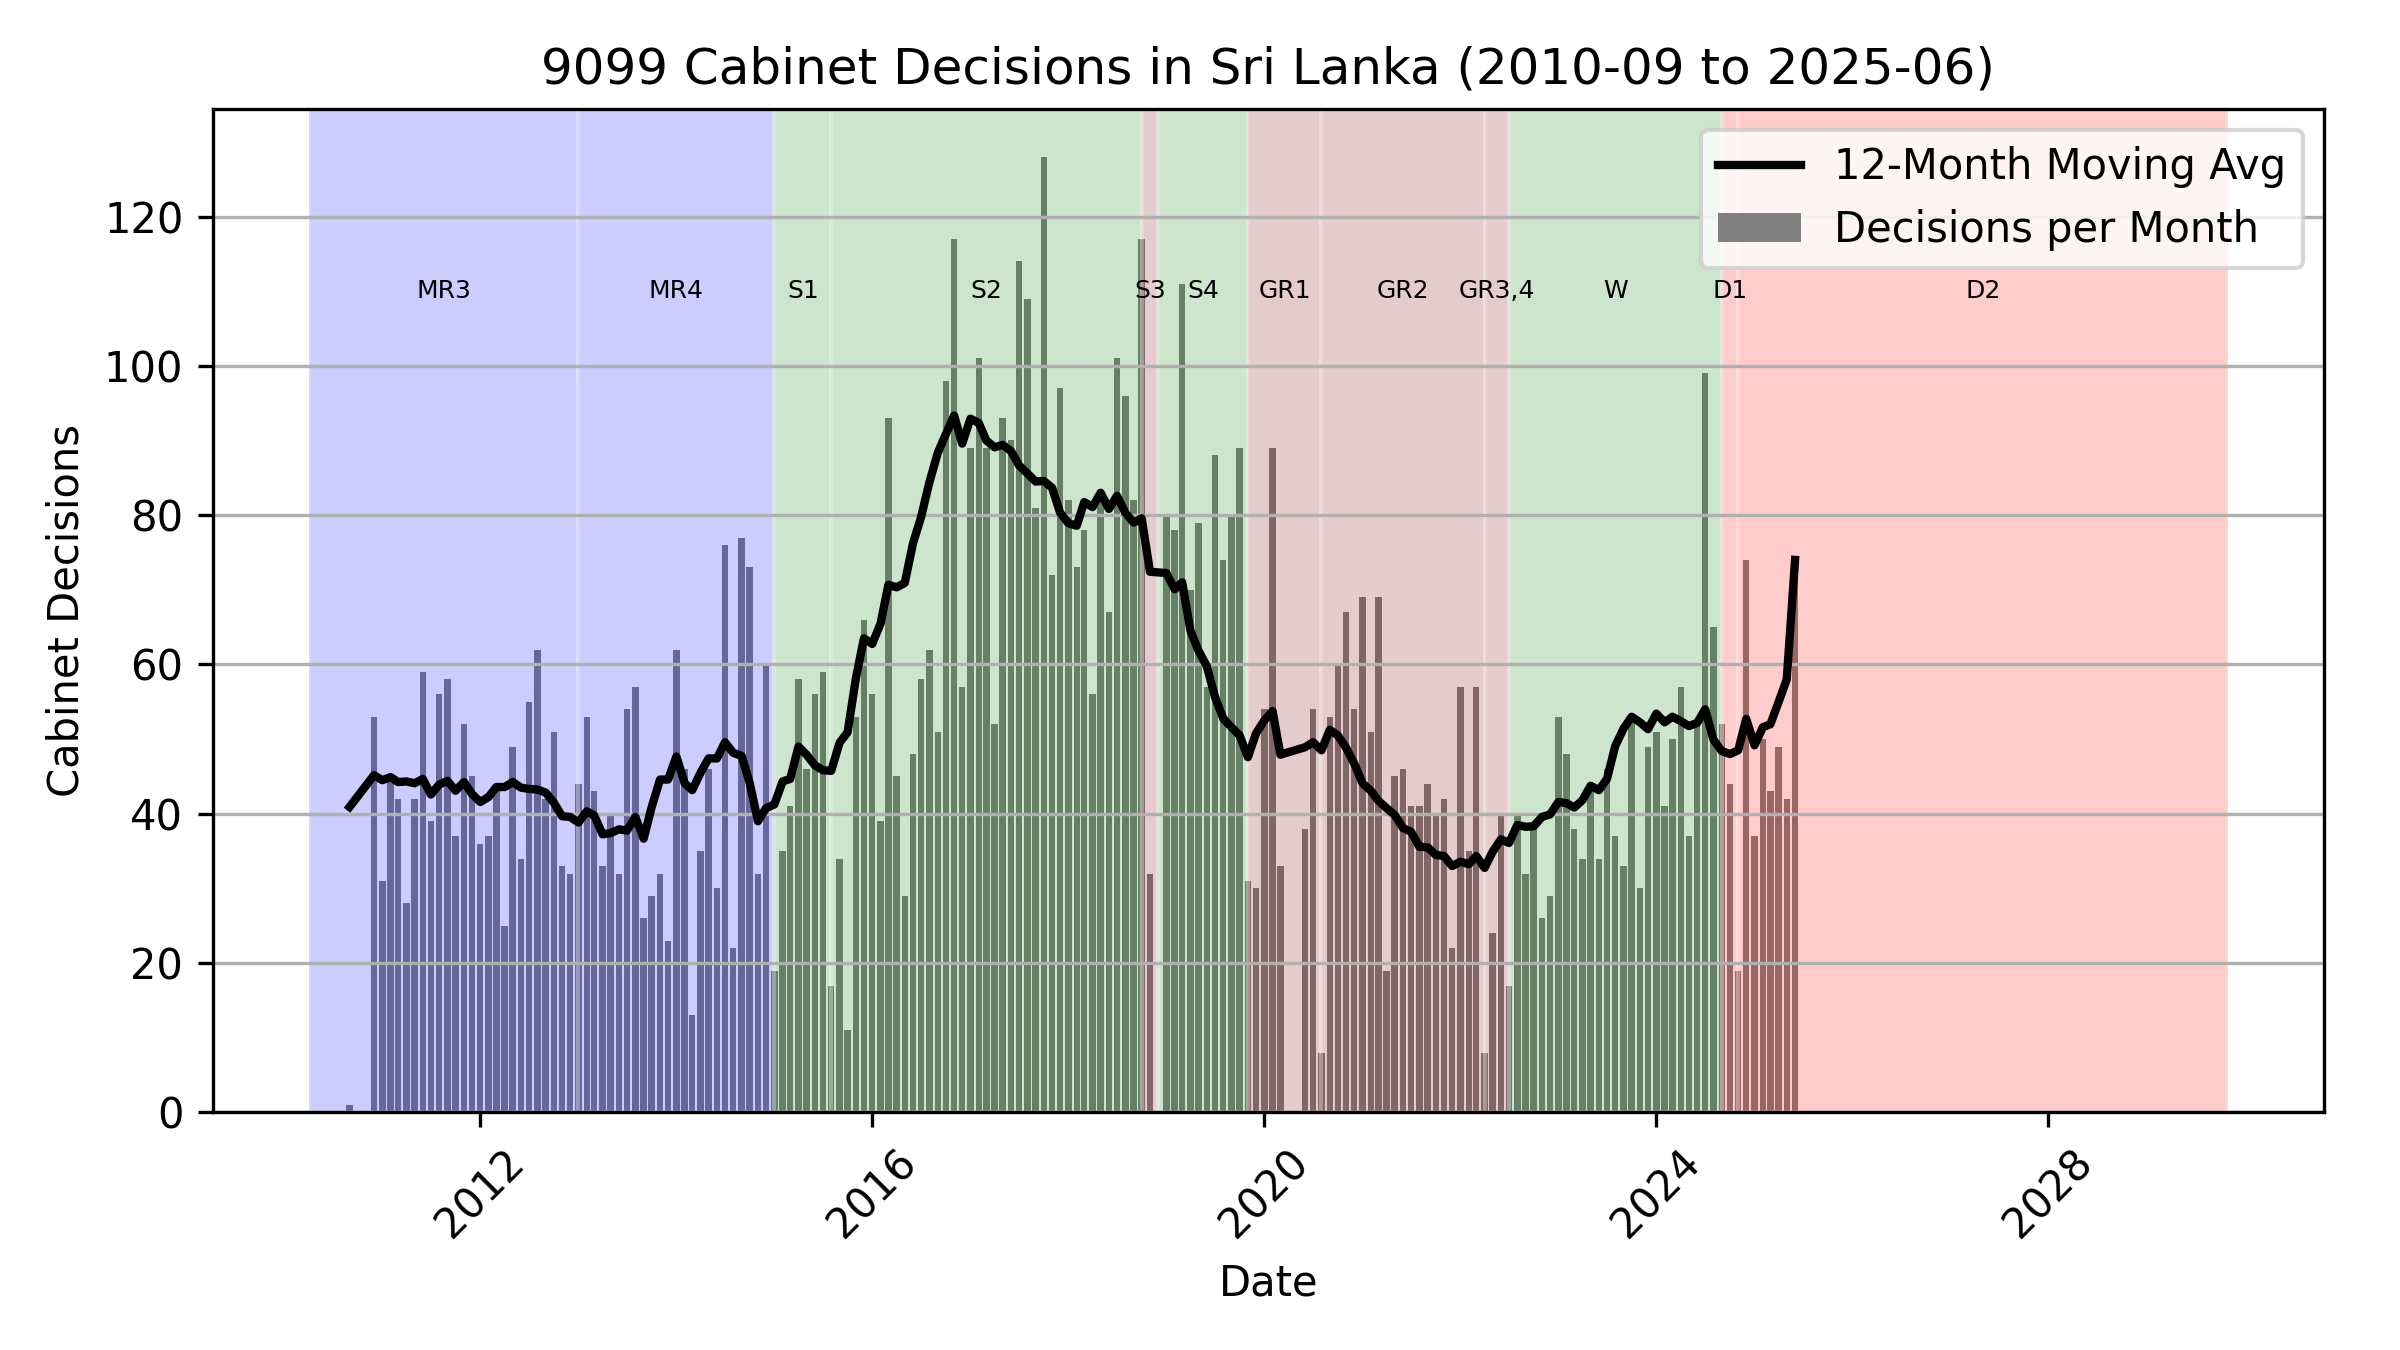 9099 Cabinet Decisions in Sri Lanka (2010-09 to 2025-06)
12-Month Moving Avg
Decisions per Month
MR3 MR4 S1 S2 S3 S4 GR1 GR2 GR3,4 W D1 D2
Cabinet Decisions
120
100
80
60
40
20
0
2012 2016 2020 2024 2028
Date